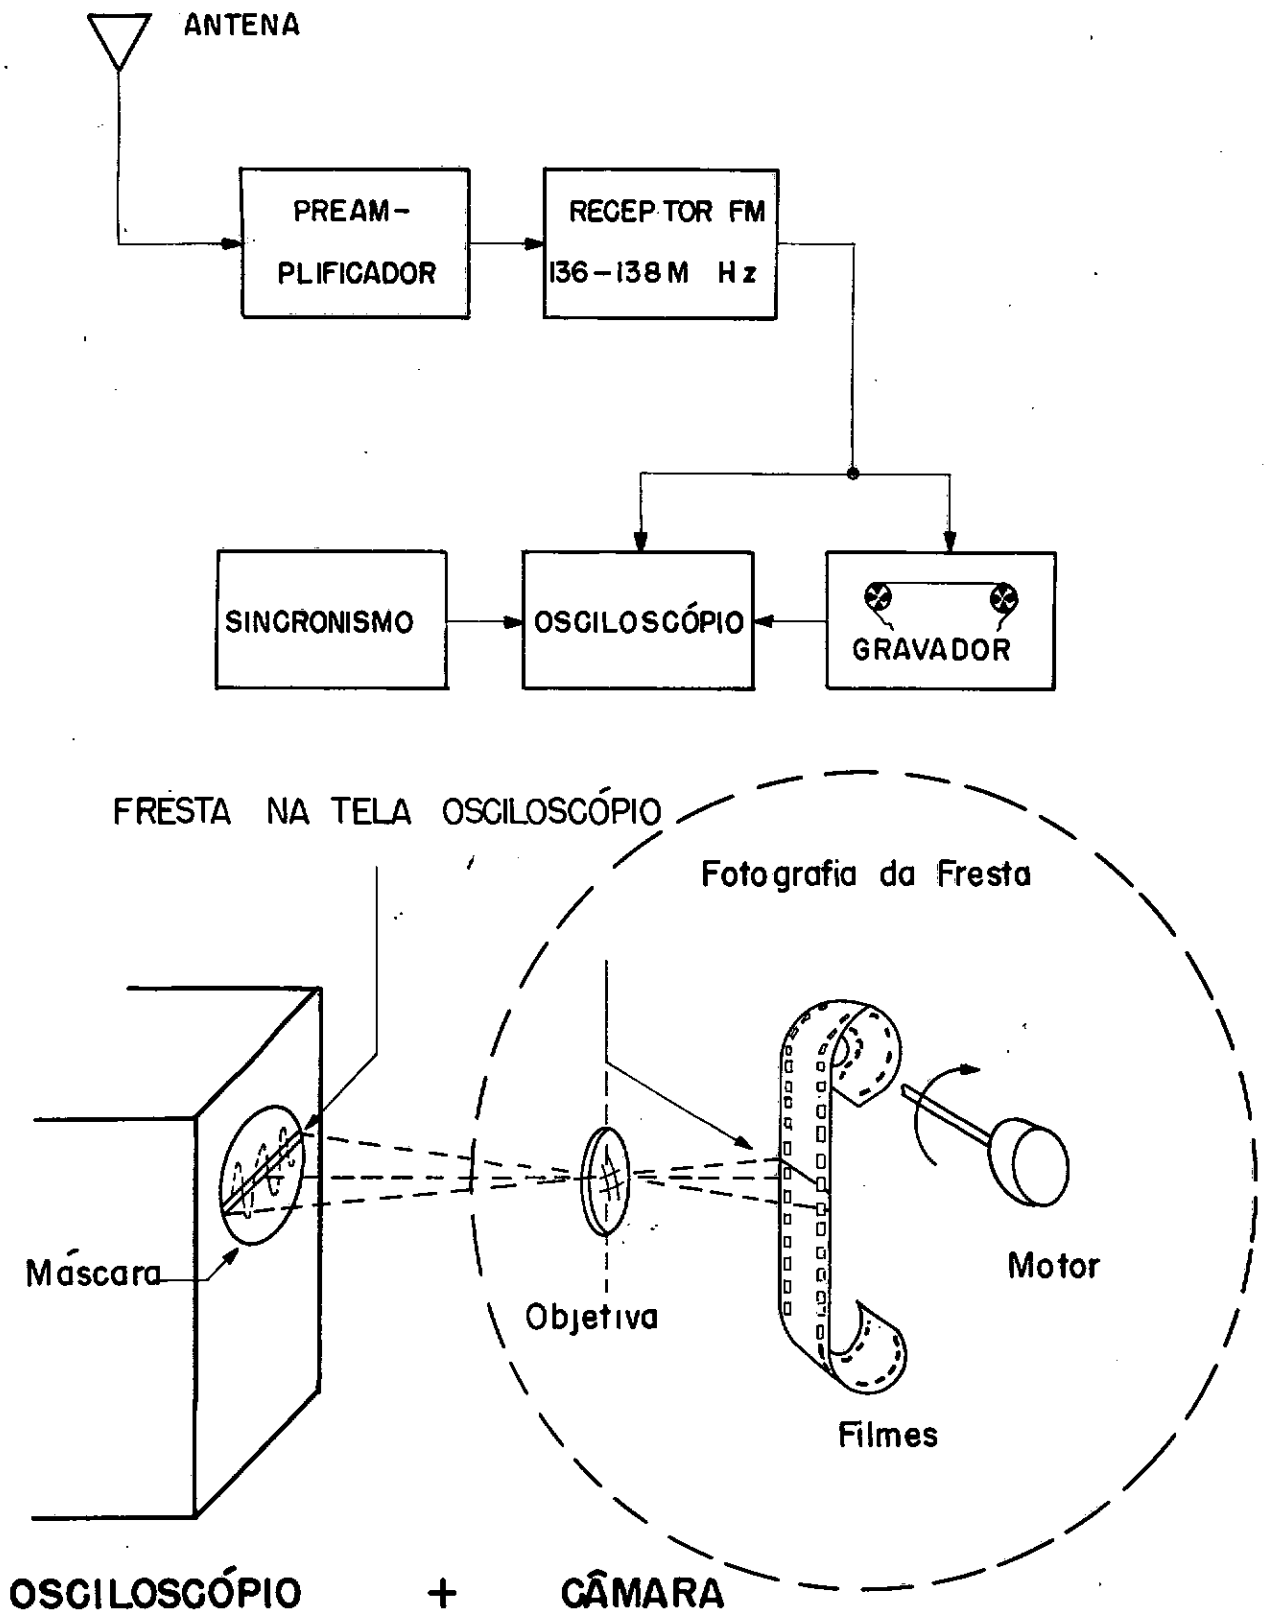 ANTENA
PREAM-
PLIFICADOR
RECEPTOR FM
136-138M Hz
SINCRONISMO
OSCILOSCÓPIO
GRAVADOR
FRESTA NA TELA OSCILOSCÓPIO
Fotografia da Fresta
Máscara
Objetiva
Motor
Filmes
OSCILOSCÓPIO + CÂMARA